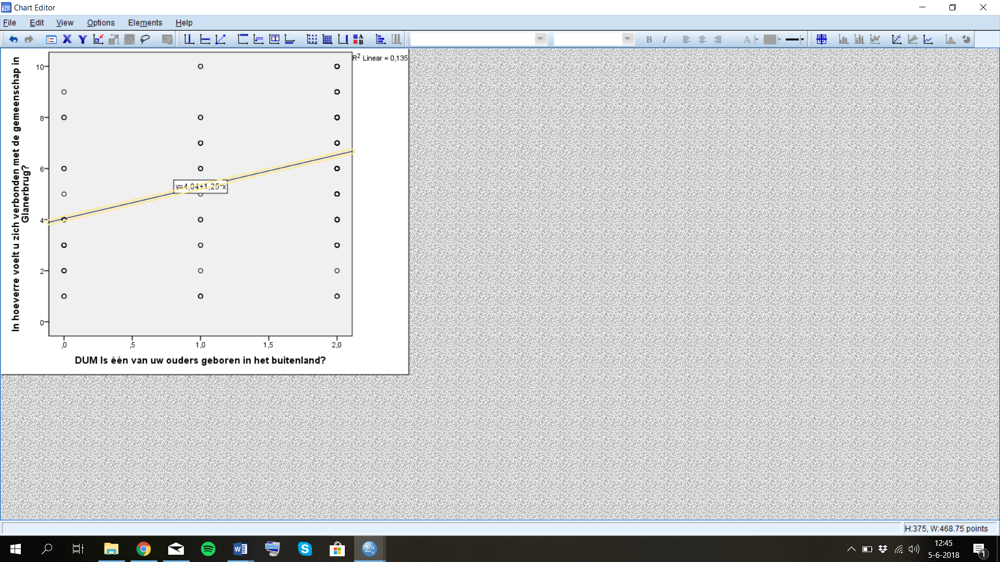 Chart Editor
File Edit View Options Elements Help
B I A
R² Linear = 0,135
In hoeverre voelt u zich verbonden met de gemeenschap in
Glanerbrug?
10
8
6
4
2
0
y=4,04+1,25*x
,0 ,5 1,0 1,5 2,0
DUM Is één van uw ouders geboren in het buitenland?
H:375, W:468.75 points
12:45
5-6-2018
1